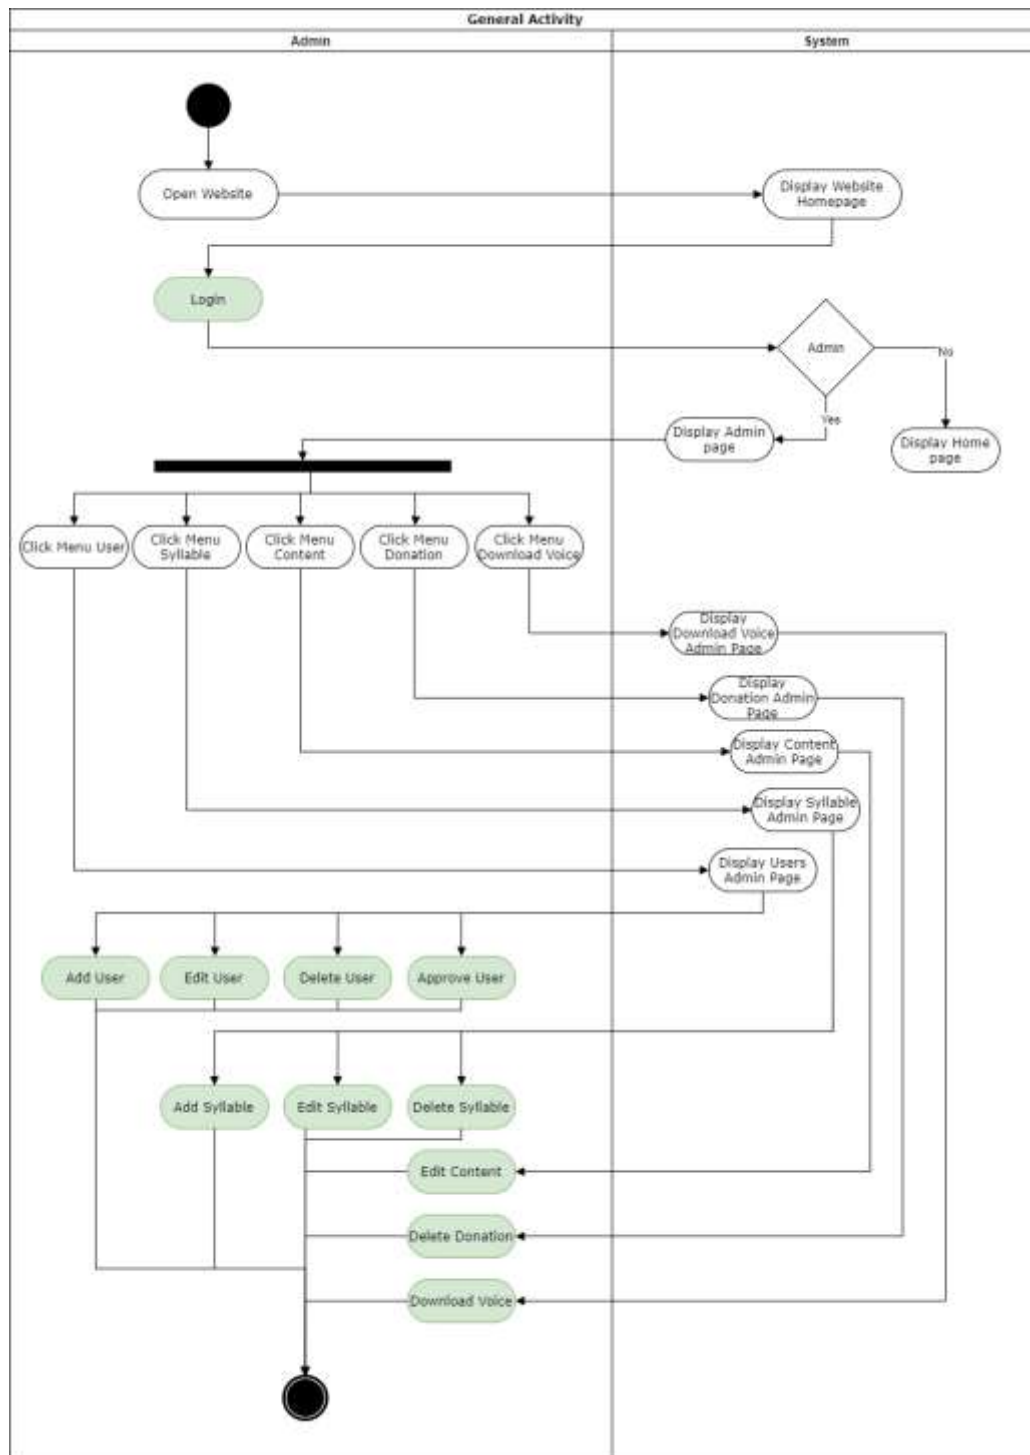 General Activity
Admin
System
Open Website
Display Website
Homepage
Login
Admin
No
Yes
Display Admin
page
Display Home
page
Click Menu User
Click Menu
Syllable
Click Menu
Content
Click Menu
Donation
Click Menu
Download Voice
Display
Download Voice
Admin Page
Display
Donation Admin
Page
Display Content
Admin Page
Display Syllable
Admin Page
Display Users
Admin Page
Add User
Edit User
Delete User
Approve User
Add Syllable
Edit Syllable
Delete Syllable
Edit Content
Delete Donation
Download Voice